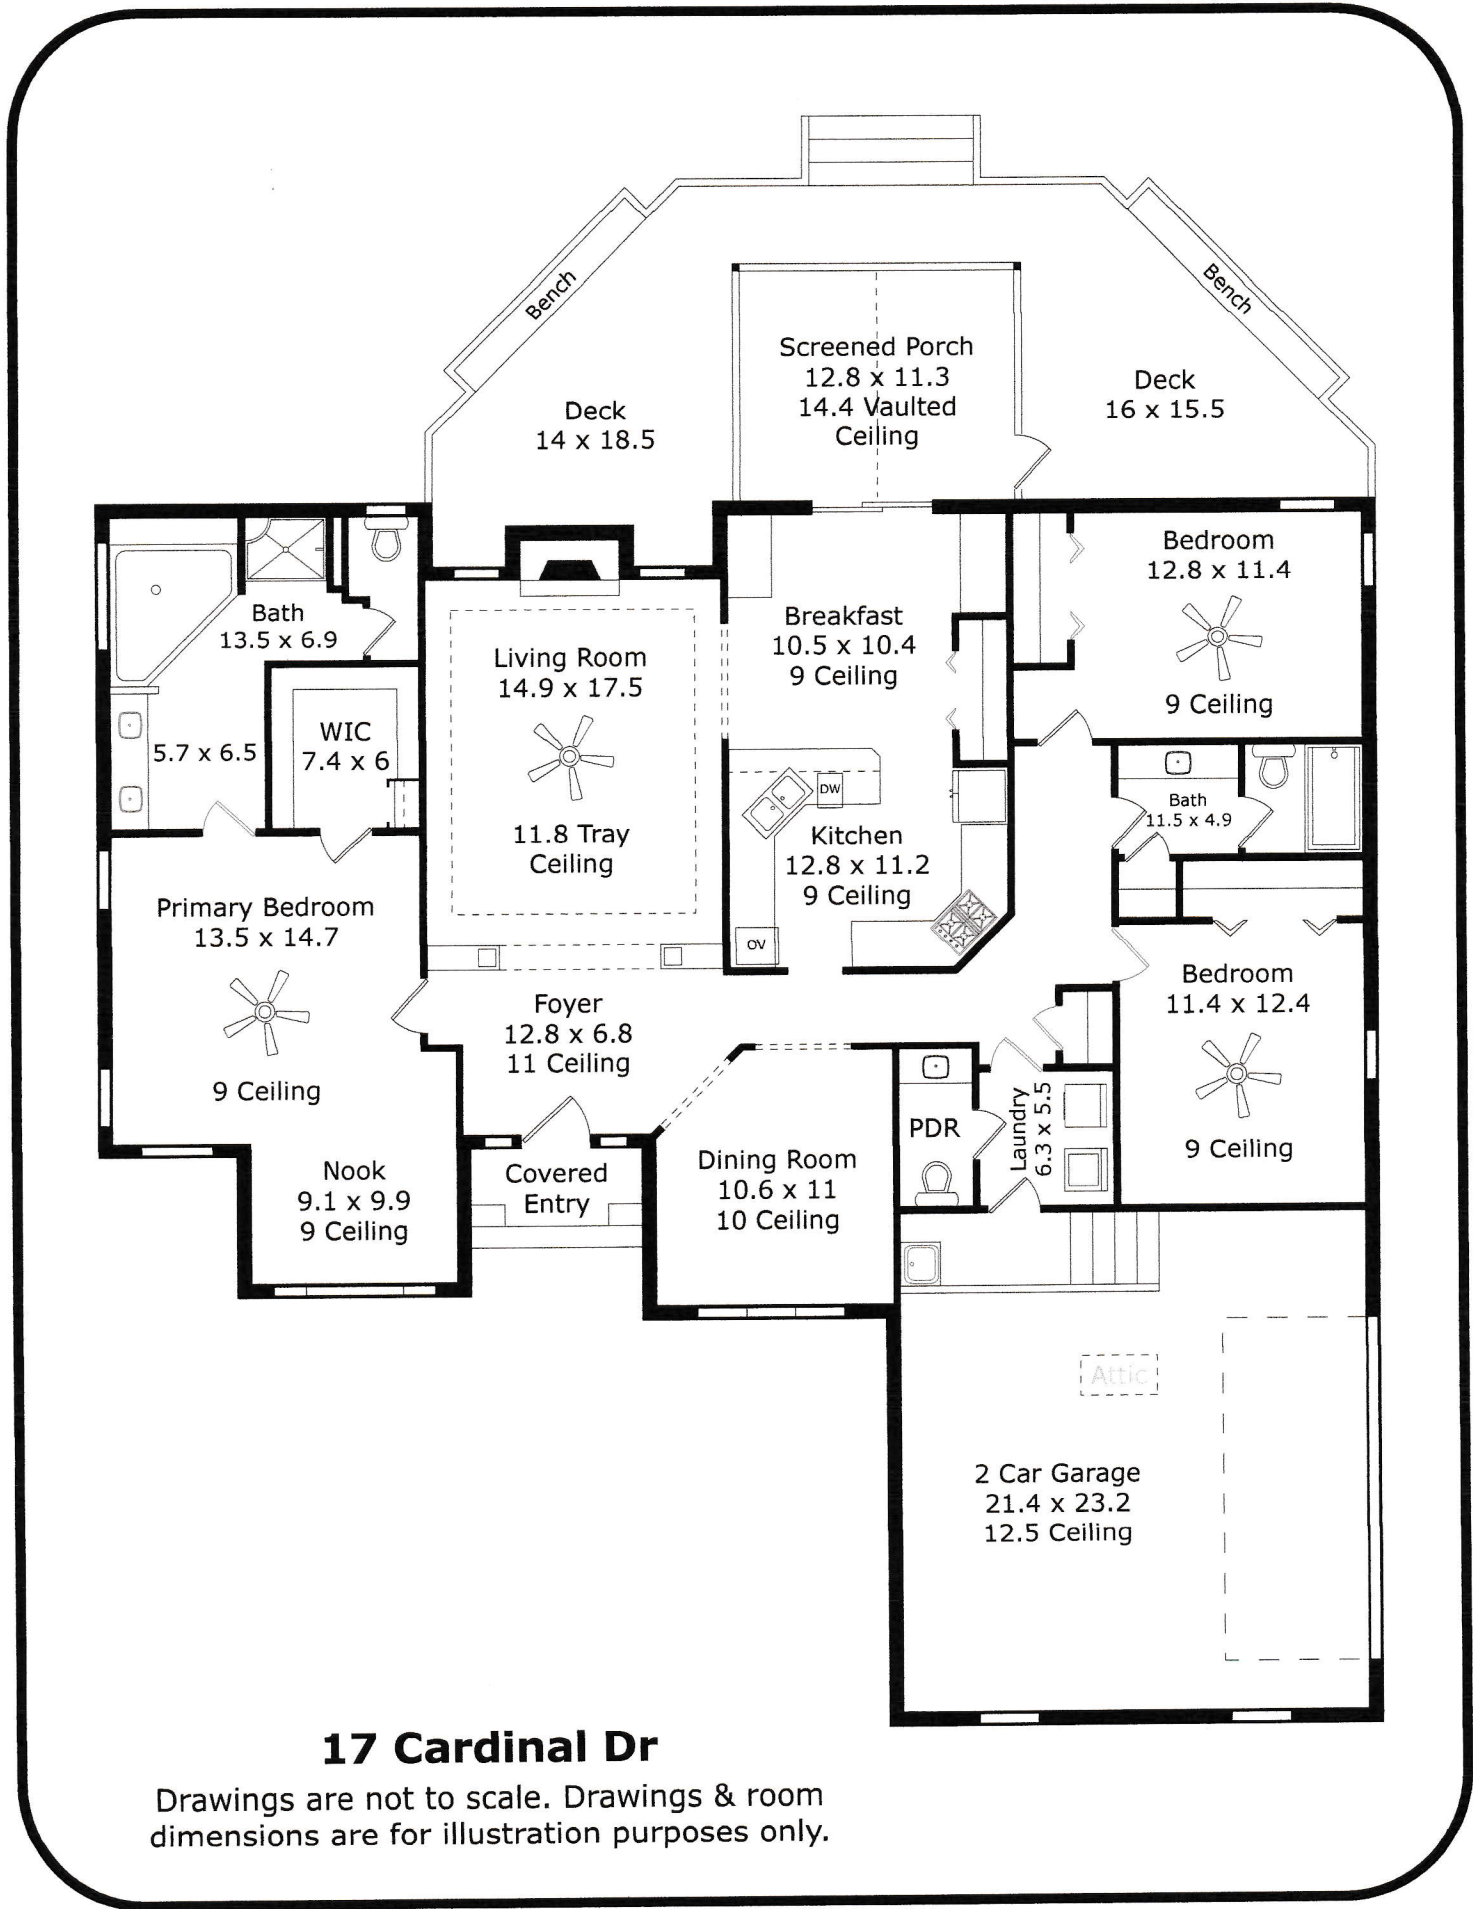 Bench
Bench
Screened Porch
12.8 x 11.3
14.4 Vaulted
Ceiling
Deck
14 x 18.5
Deck
16 x 15.5
Bath
13.5 x 6.9
5.7 x 6.5
WIC
7.4 x 6
Living Room
14.9 x 17.5
11.8 Tray
Ceiling
Breakfast
10.5 x 10.4
9 Ceiling
Bedroom
12.8 x 11.4
9 Ceiling
DW
Kitchen
12.8 x 11.2
9 Ceiling
OV
Bath
11.5 x 4.9
Primary Bedroom
13.5 x 14.7
9 Ceiling
Foyer
12.8 x 6.8
11 Ceiling
Bedroom
11.4 x 12.4
9 Ceiling
Nook
9.1 x 9.9
9 Ceiling
Covered
Entry
Dining Room
10.6 x 11
10 Ceiling
PDR
Laundry
6.3 x 5.5
Attic
2 Car Garage
21.4 x 23.2
12.5 Ceiling
17 Cardinal Dr
Drawings are not to scale. Drawings & room
dimensions are for illustration purposes only.